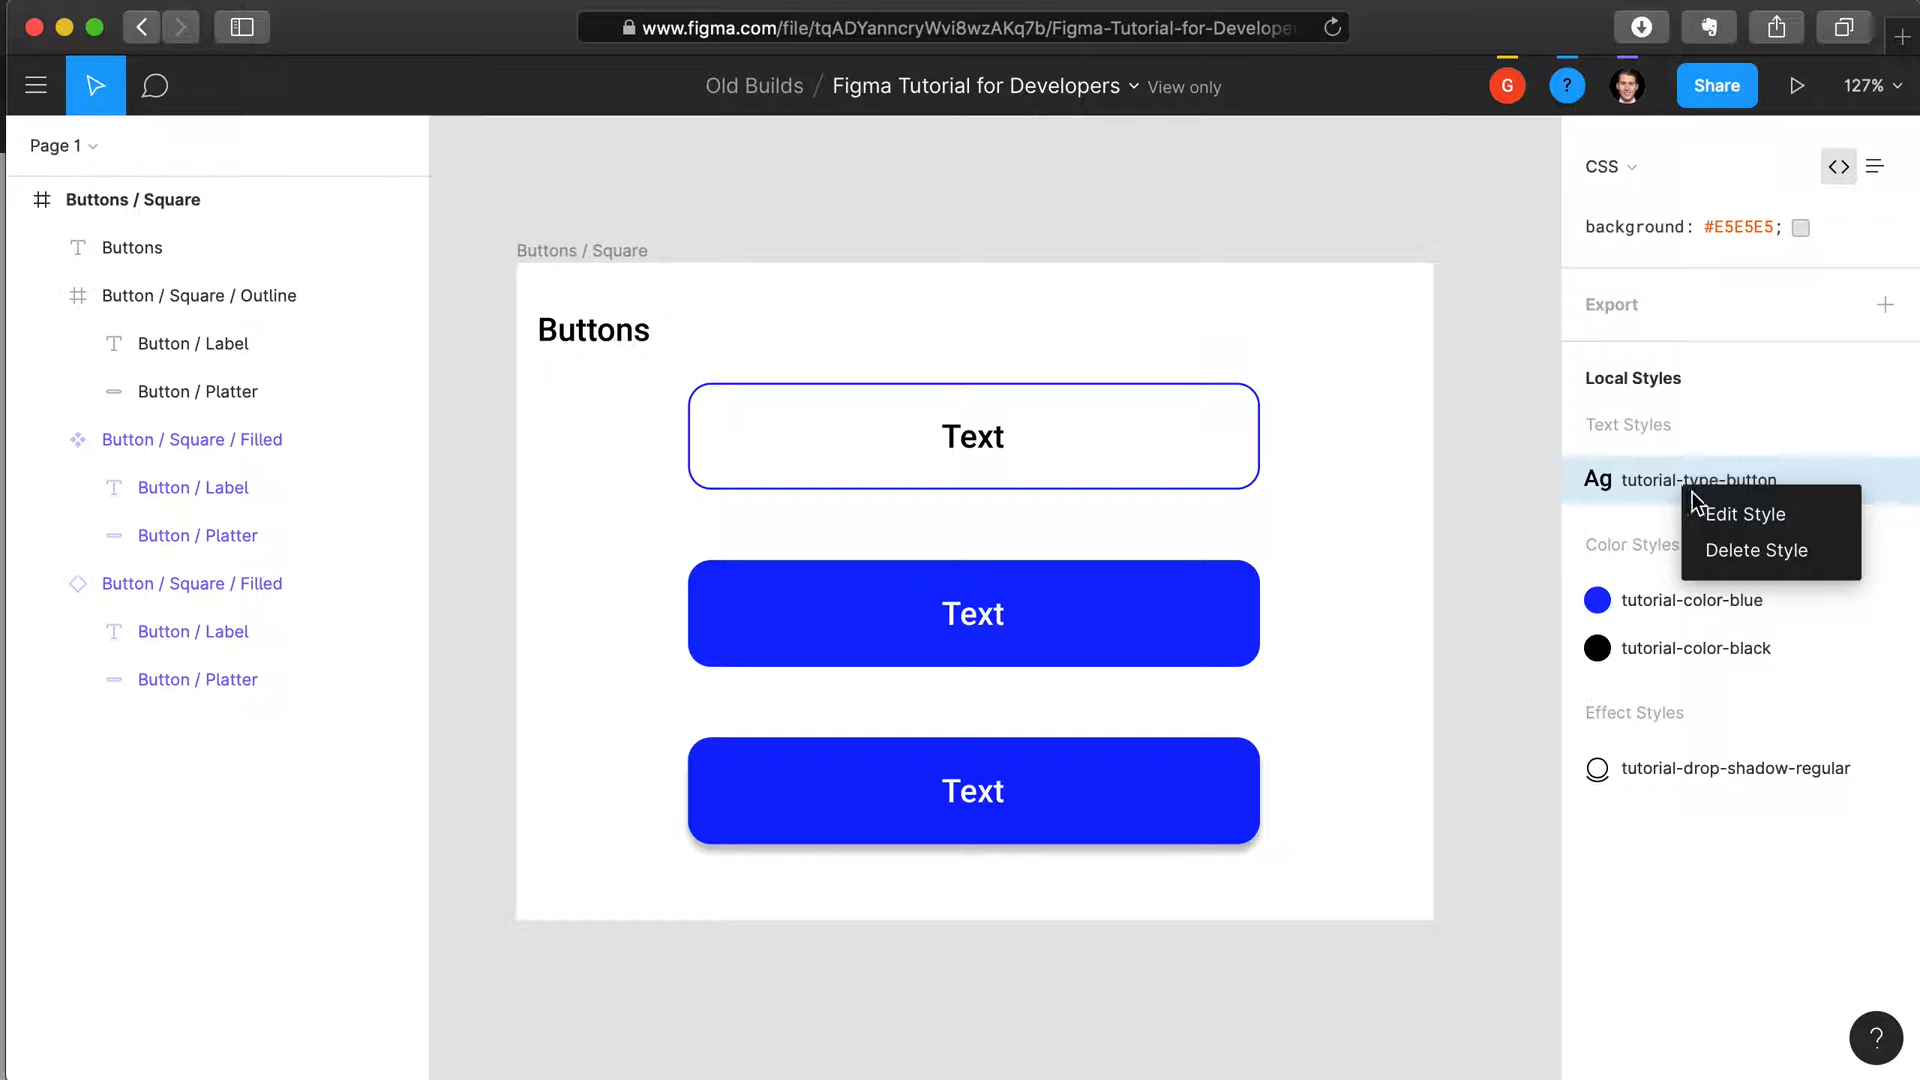 www.figma.com/file/tqADYanncryWvi8wzAKq7b/Figma-Tutorial-for-Develope
Old Builds / Figma Tutorial for Developers View only
G
?
Share
127%
Page 1
Buttons / Square
Buttons
Button / Square / Outline
Button / Label
Button / Platter
Button / Square / Filled
Button / Label
Button / Platter
Button / Square / Filled
Button / Label
Button / Platter
Buttons / Square
Buttons
Text
Text
Text
CSS
background: #E5E5E5;
Export
Local Styles
Text Styles
Ag tutorial-type-button
Edit Style
Delete Style
Color Styles
tutorial-color-blue
tutorial-color-black
Effect Styles
tutorial-drop-shadow-regular
?